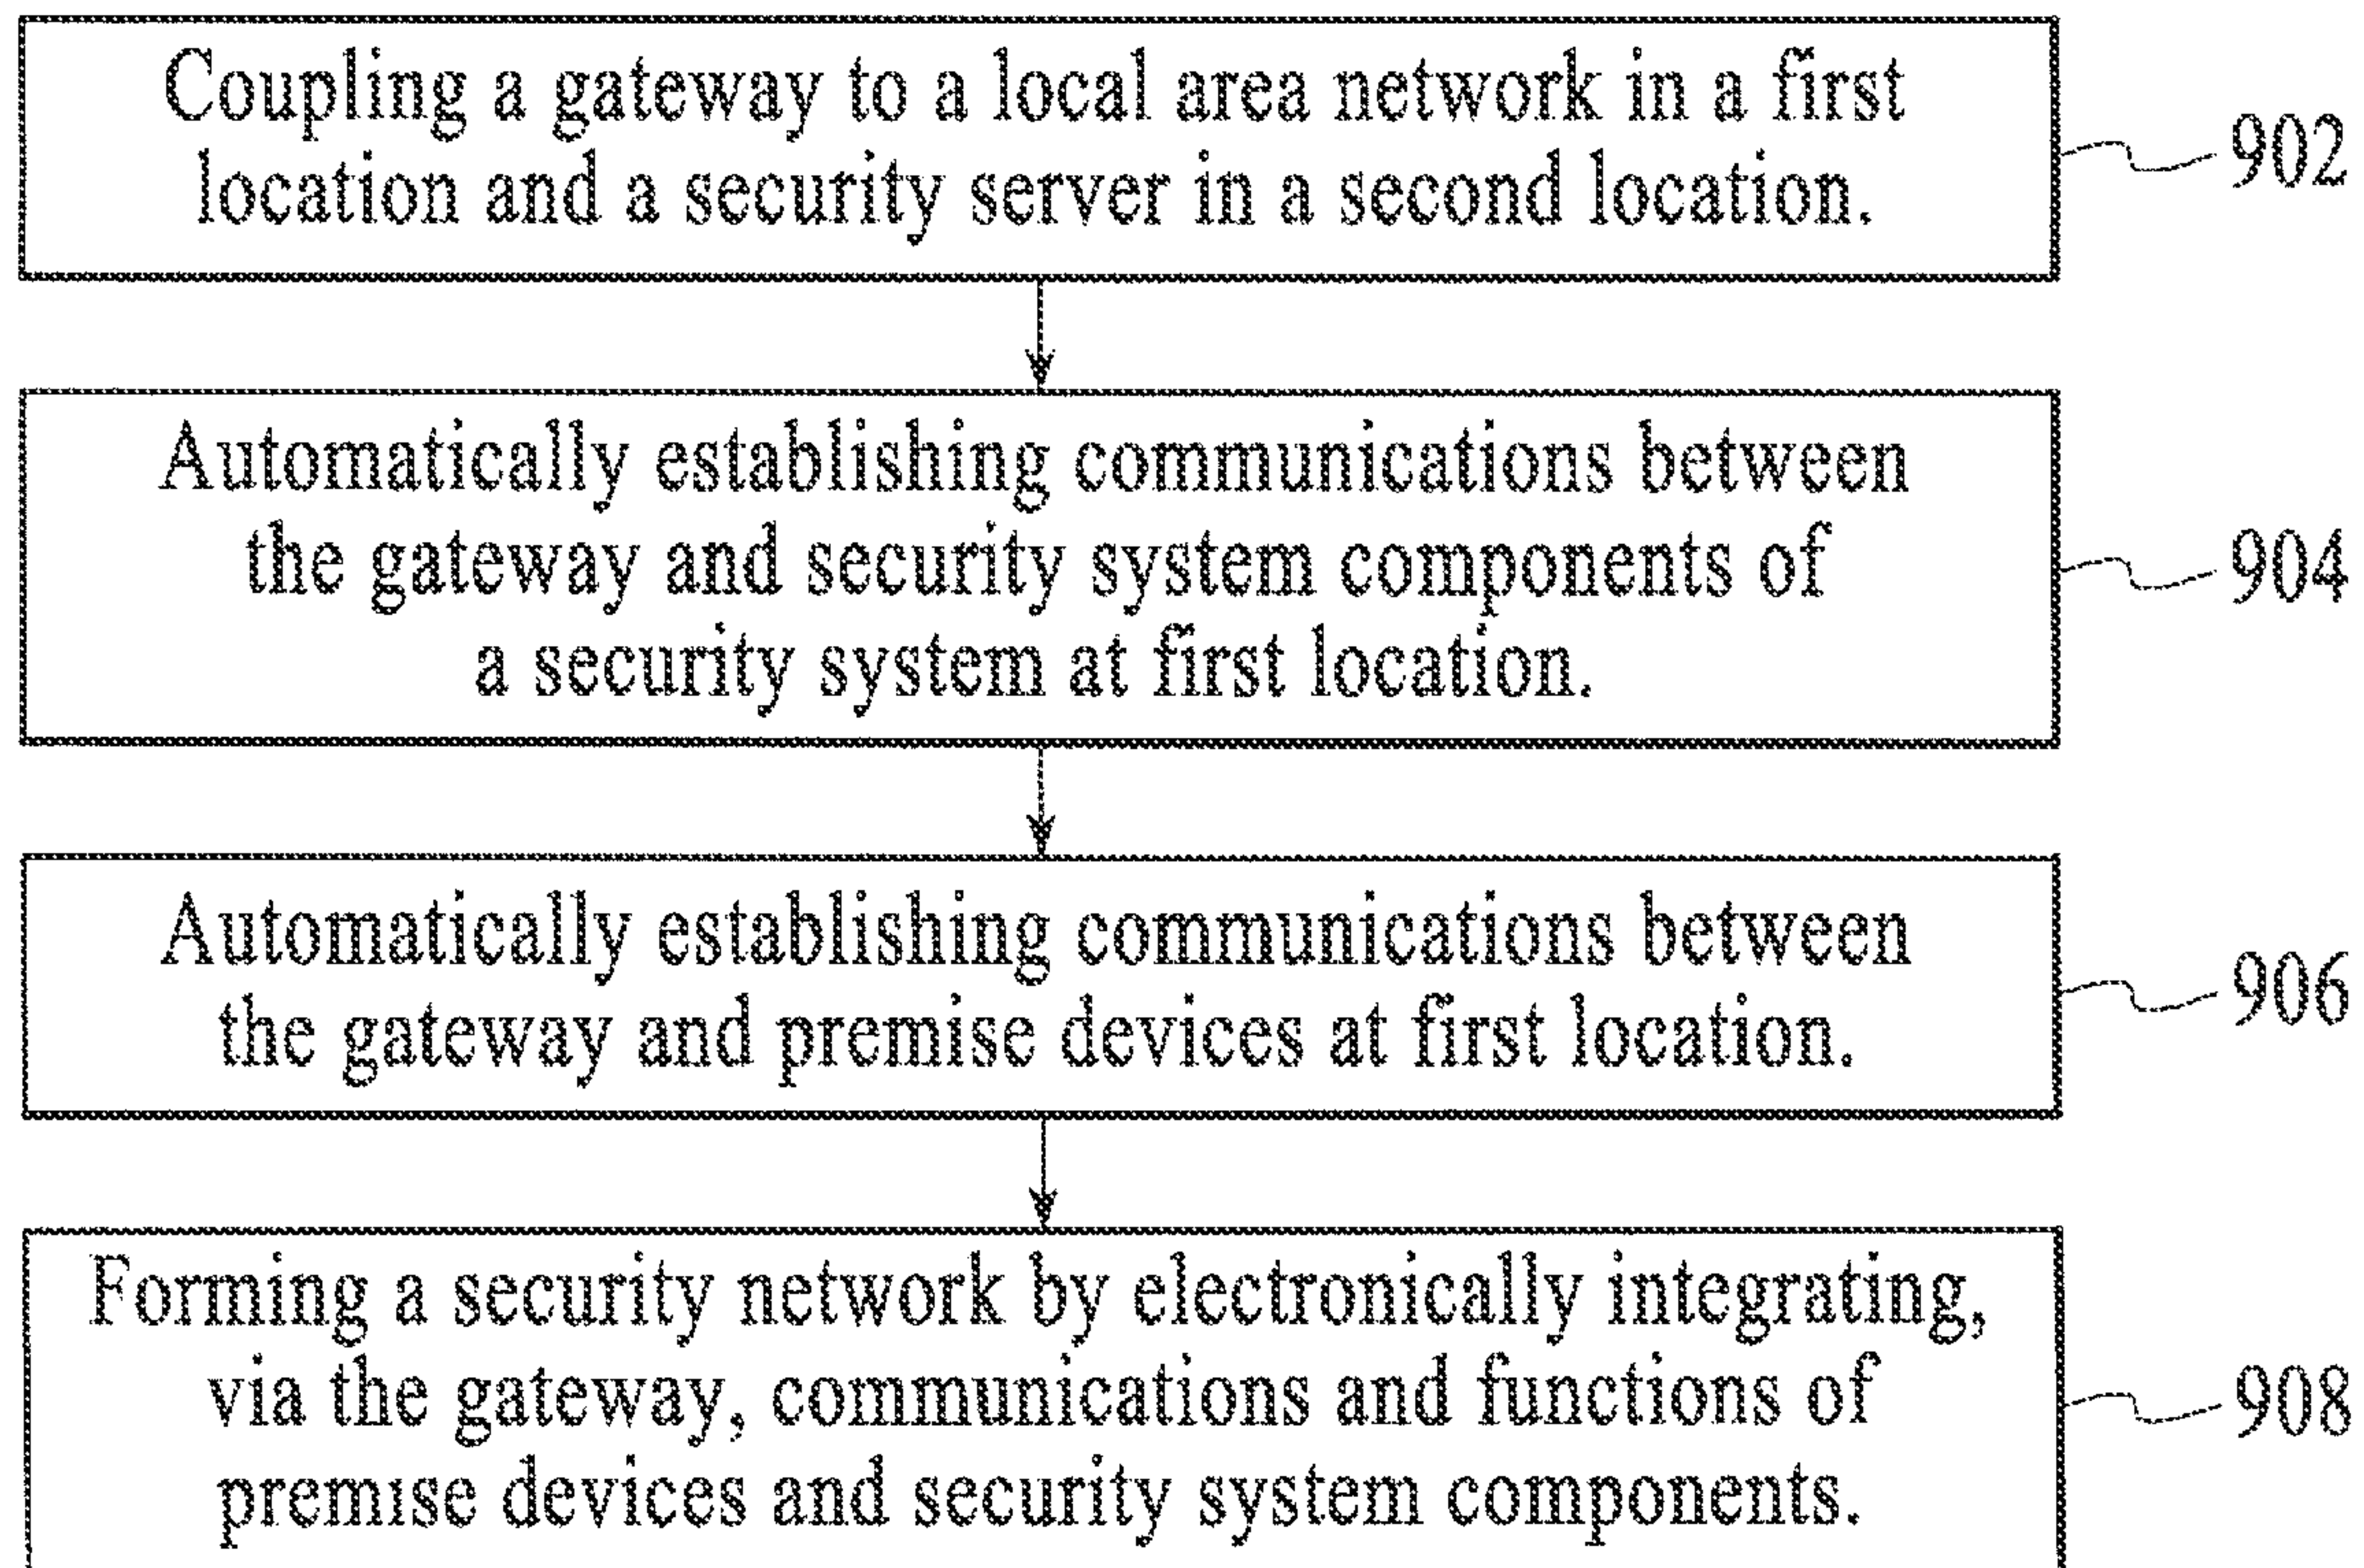 Coupling a gateway to a local area network in a first
location and a security server in a second location.
902
Automatically establishing communications between
the gateway and security system components of
a security system at first location.
904
Automatically establishing communications between
the gateway and premise devices at first location.
906
Forming a security network by electronically integrating,
via the gateway, communications and functions of
premise devices and security system components.
908